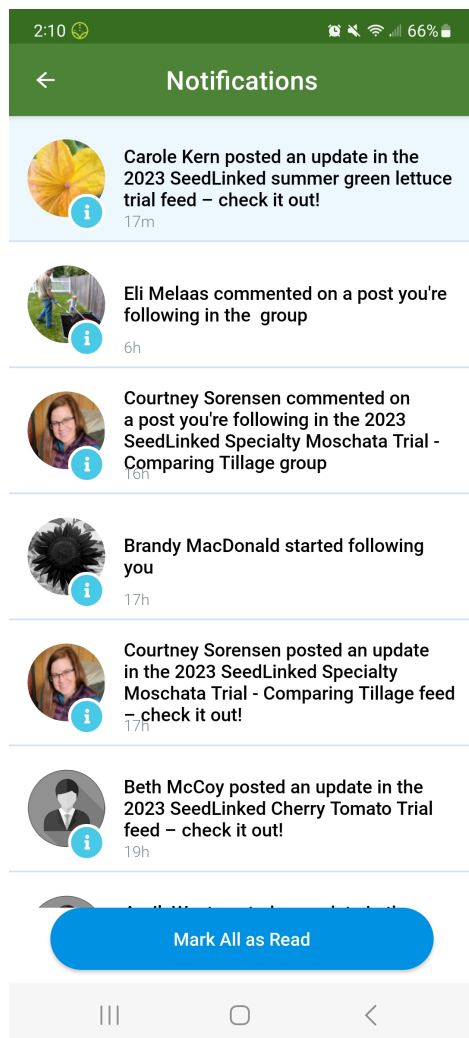 2:10
66%
Notifications
Carole Kern posted an update in the
2023 SeedLinked summer green lettuce
trial feed – check it out!
17m
Eli Melaas commented on a post you're
following in the group
6h
Courtney Sorensen commented on
a post you're following in the 2023
SeedLinked Specialty Moschata Trial -
Comparing Tillage group
16h
Brandy MacDonald started following
you
17h
Courtney Sorensen posted an update
in the 2023 SeedLinked Specialty
Moschata Trial - Comparing Tillage feed
– check it out!
17h
Beth McCoy posted an update in the
2023 SeedLinked Cherry Tomato Trial
feed – check it out!
19h
Mark All as Read